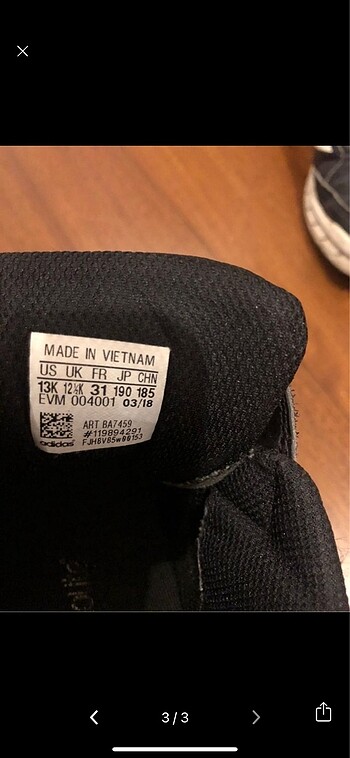 MADE IN VIETNAM
US UK FR JP CHN
13K 12½K 31 190 185
EVM 004001 03/18
ART BA7459
#119894291
adidas FJH6V65w00153
3/3